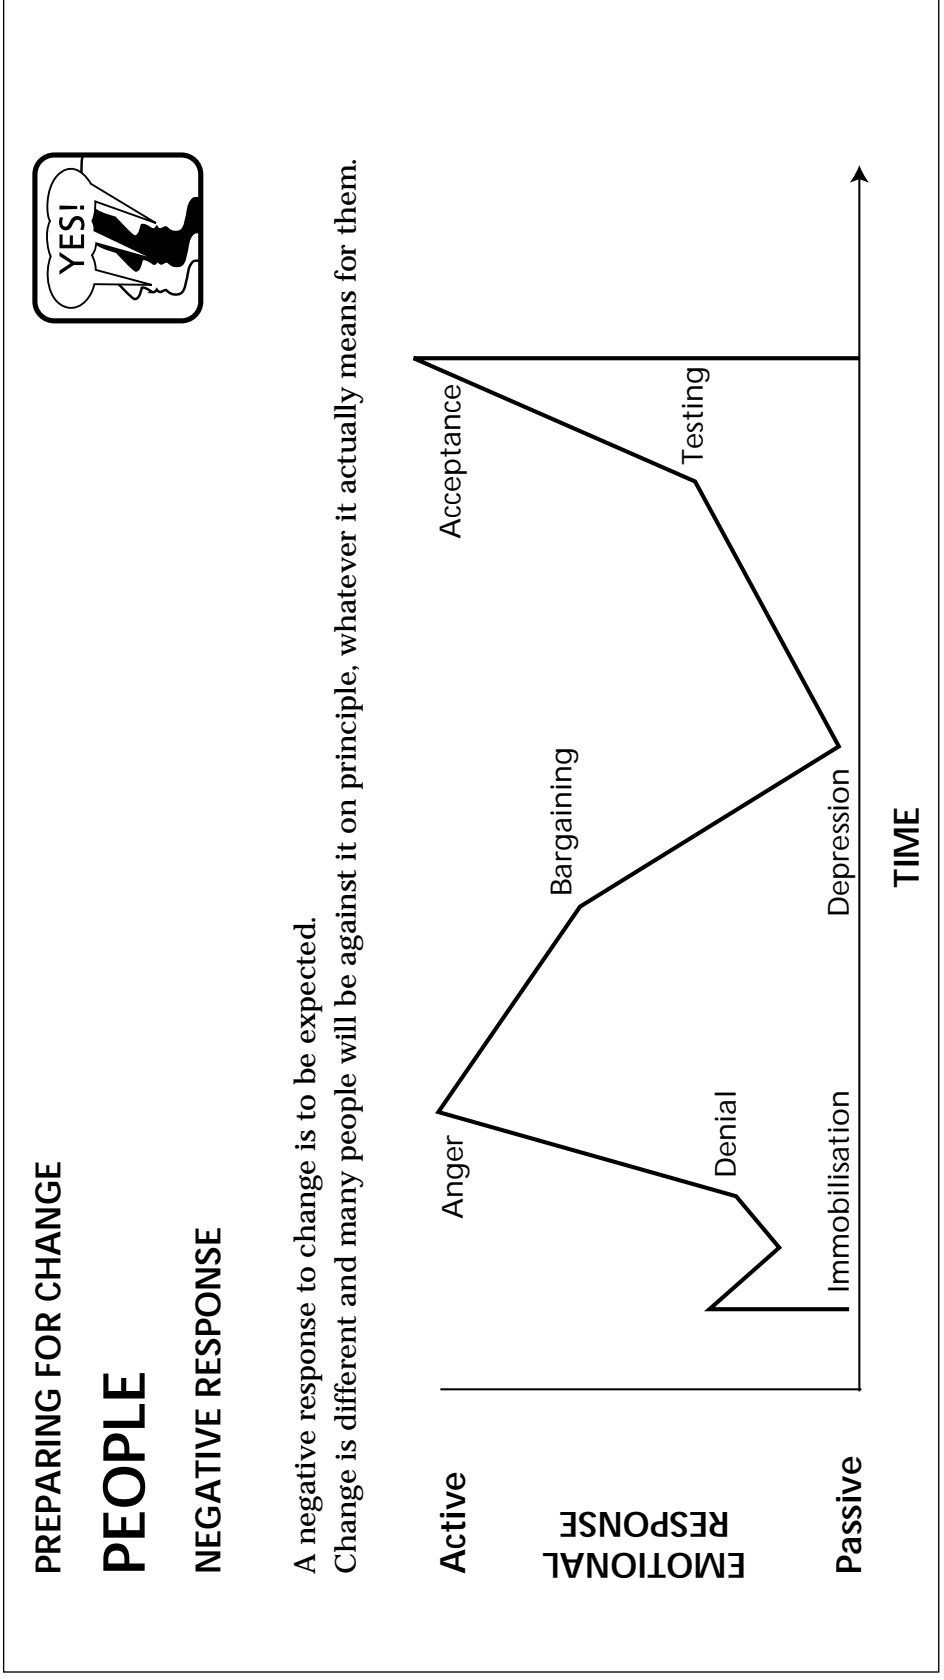 PREPARING FOR CHANGE
PEOPLE
YES!
NEGATIVE RESPONSE
A negative response to change is to be expected.
Change is different and many people will be against it on principle, whatever it actually means for them.
Active
EMOTIONAL
RESPONSE
Passive
Anger
Denial
Immobilisation
Bargaining
Depression
Acceptance
Testing
TIME